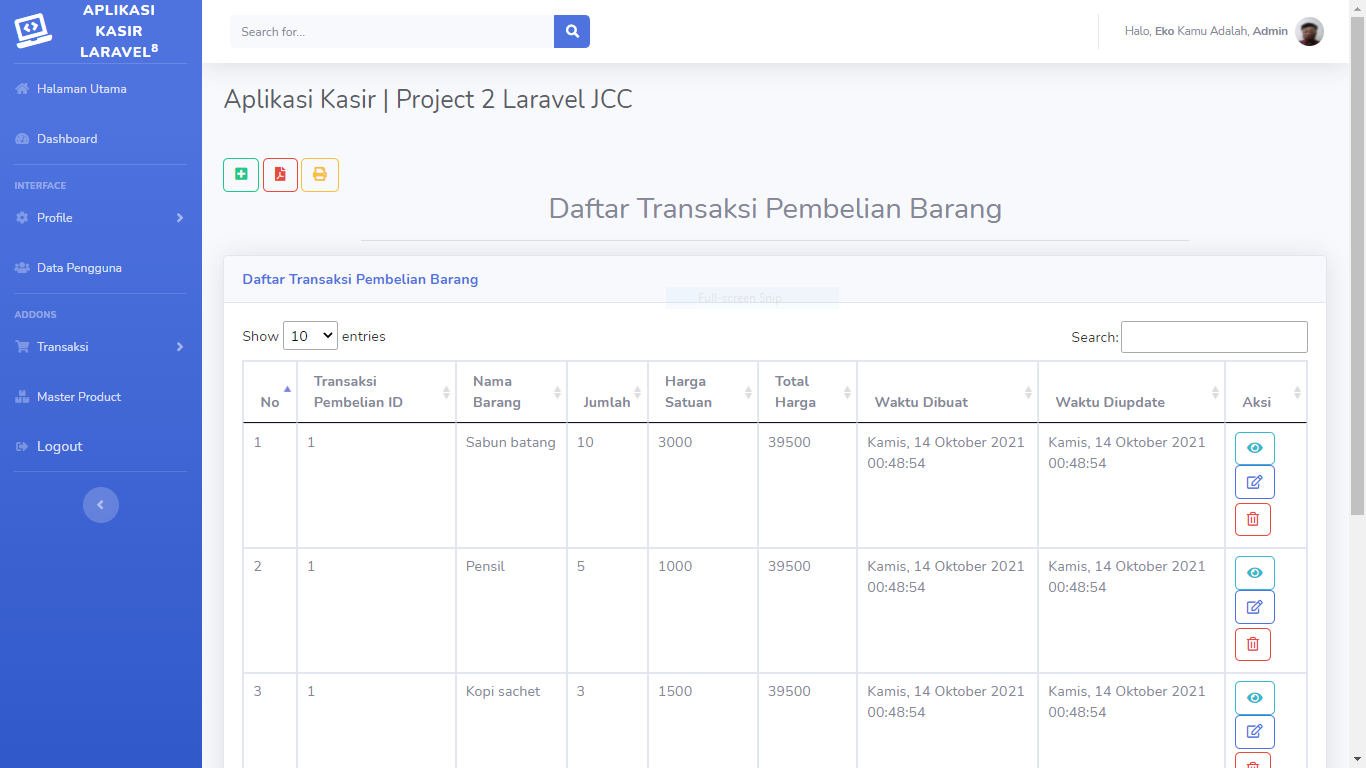 APLIKASI
KASIR
LARAVEL8
Search for...
Halo, Eko Kamu Adalah, Admin
Halaman Utama
Dashboard
INTERFACE
Profile
Data Pengguna
ADDONS
Transaksi
Master Product
Logout
Aplikasi Kasir | Project 2 Laravel JCC
Daftar Transaksi Pembelian Barang
Daftar Transaksi Pembelian Barang
Full-screen Snip
Show 10 entries
Search:
No
Transaksi
Pembelian ID
Nama
Barang
Jumlah
Harga
Satuan
Total
Harga
Waktu Dibuat
Waktu Diupdate
Aksi
1 1 Sabun batang 10 3000 39500 Kamis, 14 Oktober 2021 Kamis, 14 Oktober 2021
00:48:54 00:48:54
2 1 Pensil 5 1000 39500 Kamis, 14 Oktober 2021 Kamis, 14 Oktober 2021
00:48:54 00:48:54
3 1 Kopi sachet 3 1500 39500 Kamis, 14 Oktober 2021 Kamis, 14 Oktober 2021
00:48:54 00:48:54